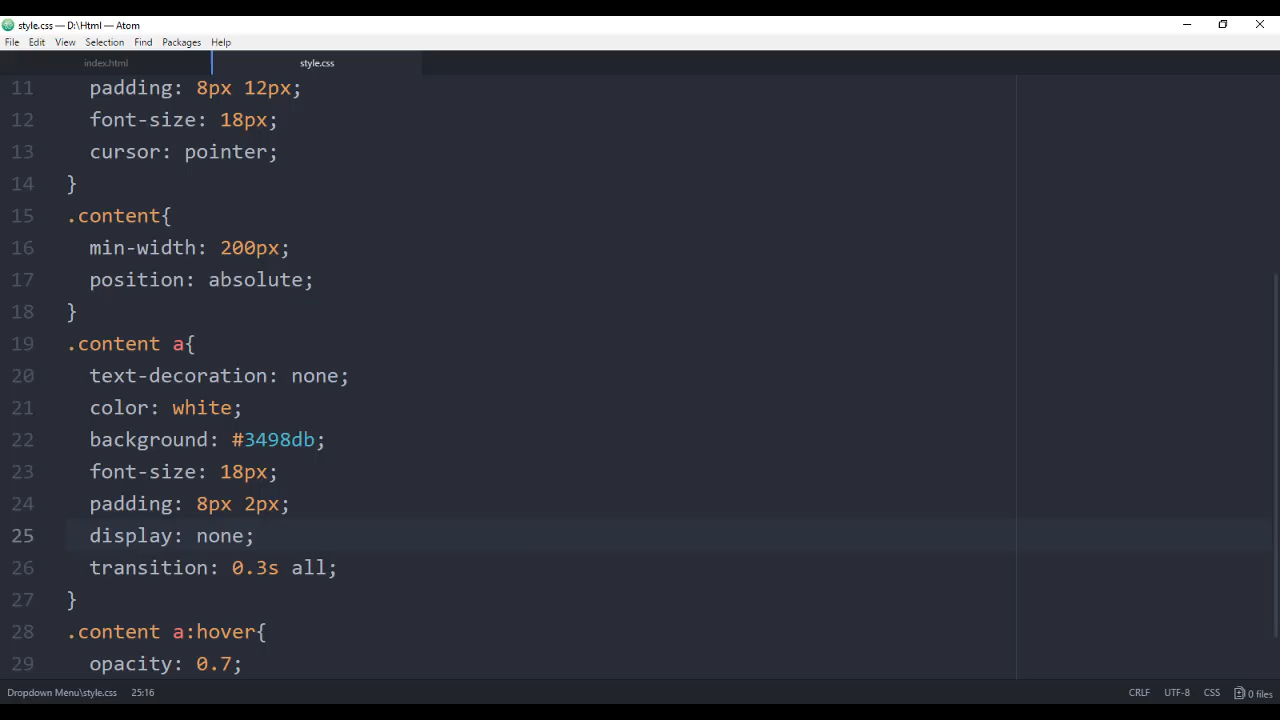 style.css — D:\Html — Atom
File Edit View Selection Find Packages Help
index.html style.css
11 padding: 8px 12px;
12 font-size: 18px;
13 cursor: pointer;
14 }
15 .content{
16 min-width: 200px;
17 position: absolute;
18 }
19 .content a{
20 text-decoration: none;
21 color: white;
22 background: #3498db;
23 font-size: 18px;
24 padding: 8px 2px;
25 display: none;
26 transition: 0.3s all;
27 }
28 .content a:hover{
29 opacity: 0.7;
Dropdown Menu\style.css 25:16 CRLF UTF-8 CSS 0 files